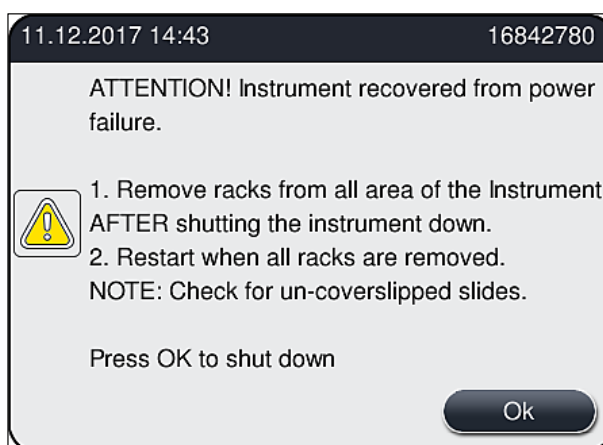 11.12.2017 14:43 16842780
ATTENTION! Instrument recovered from power
failure.
1. Remove racks from all area of the Instrument
AFTER shutting the instrument down.
2. Restart when all racks are removed.
NOTE: Check for un-coverslipped slides.
Press OK to shut down
Ok